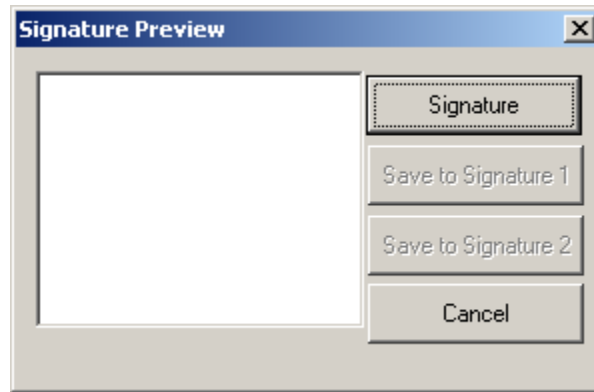 Signature Preview
Signature
Save to Signature 1
Save to Signature 2
Cancel